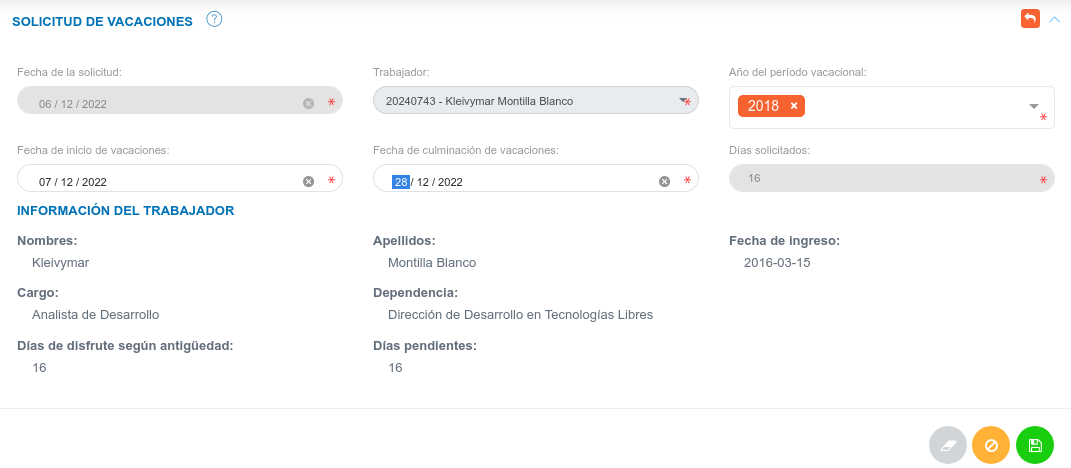 SOLICITUD DE VACACIONES ?
Fecha de la solicitud: Trabajador: Año del período vacacional:
06 / 12 / 2022 * 20240743 - Kleivymar Montilla Blanco * 2018 × *
Fecha de inicio de vacaciones: Fecha de culminación de vacaciones: Días solicitados:
07 / 12 / 2022 * 28 / 12 / 2022 * 16 *
INFORMACIÓN DEL TRABAJADOR
Nombres: Apellidos: Fecha de ingreso:
Kleivymar Montilla Blanco 2016-03-15
Cargo: Dependencia:
Analista de Desarrollo Dirección de Desarrollo en Tecnologías Libres
Días de disfrute según antigüedad: Días pendientes:
16 16